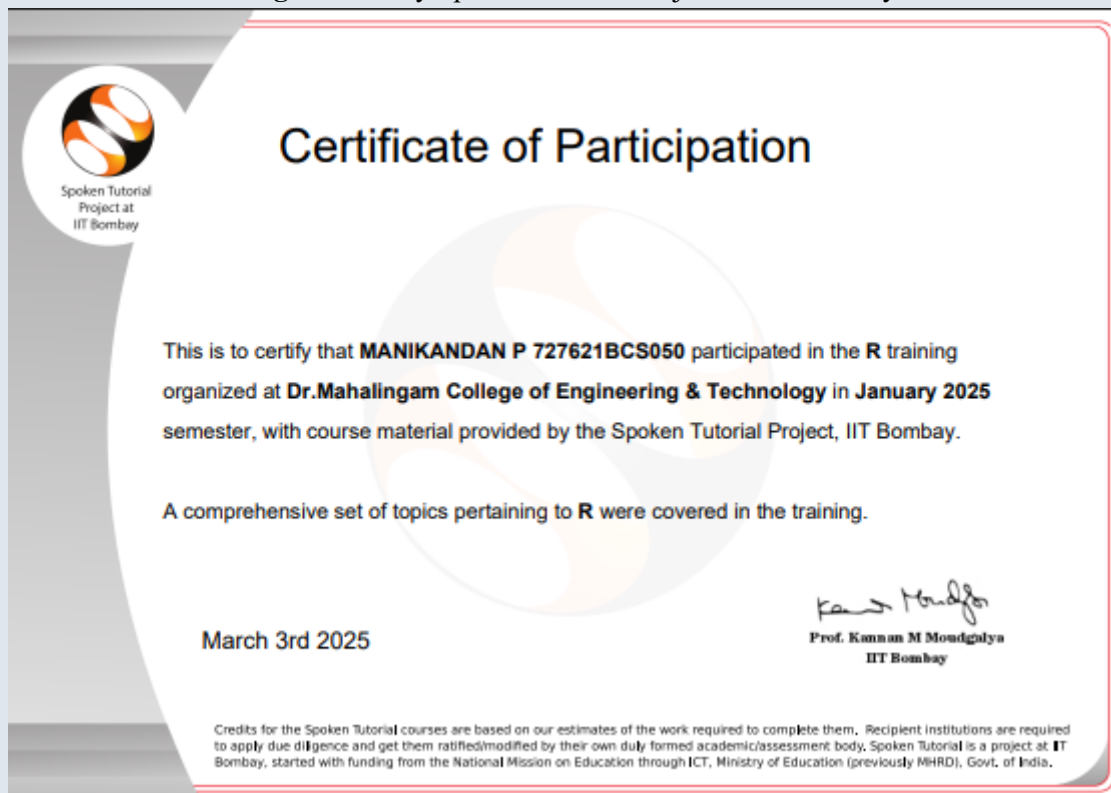 Spoken Tutorial
Project at
IIT Bombay
Certificate of Participation
This is to certify that MANIKANDAN P 727621BCS050 participated in the R training
organized at Dr.Mahalingam College of Engineering & Technology in January 2025
semester, with course material provided by the Spoken Tutorial Project, IIT Bombay.
A comprehensive set of topics pertaining to R were covered in the training.
March 3rd 2025
Prof. Kannan M Moudgalya
IIT Bombay
Credits for the Spoken Tutorial courses are based on our estimates of the work required to complete them. Recipient institutions are required
to apply due diligence and get them ratified/modified by their own duly formed academic/assessment body. Spoken Tutorial is a project at IIT
Bombay, started with funding from the National Mission on Education through ICT, Ministry of Education (previously MHRD), Govt. of India.